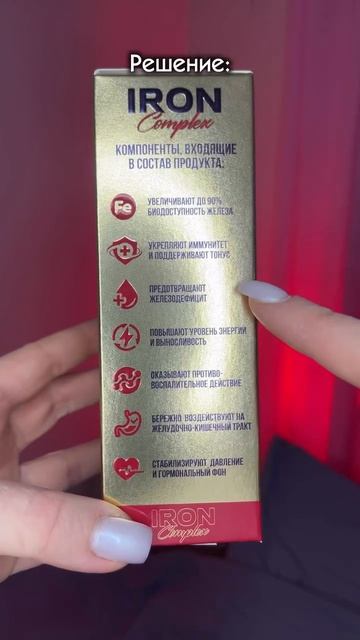 Решение:
IRON
Complex
КОМПОНЕНТЫ, ВХОДЯЩИЕ
В СОСТАВ ПРОДУКТА:
Fe
УВЕЛИЧИВАЮТ ДО 90%
БИОДОСТУПНОСТЬ ЖЕЛЕЗА
УКРЕПЛЯЮТ ИММУНИТЕТ
И ПОДДЕРЖИВАЮТ ТОНУС
ПРЕДОТВРАЩАЮТ
ЖЕЛЕЗОДЕФИЦИТ
ПОВЫШАЮТ УРОВЕНЬ ЭНЕРГИИ
И ВЫНОСЛИВОСТЬ
ОКАЗЫВАЮТ ПРОТИВО-
ВОСПАЛИТЕЛЬНОЕ ДЕЙСТВИЕ
БЕРЕЖНО ВОЗДЕЙСТВУЮТ НА
ЖЕЛУДОЧНО-КИШЕЧНЫЙ ТРАКТ
СТАБИЛИЗИРУЮТ ДАВЛЕНИЕ
И ГОРМОНАЛЬНЫЙ ФОН
IRON
Complex